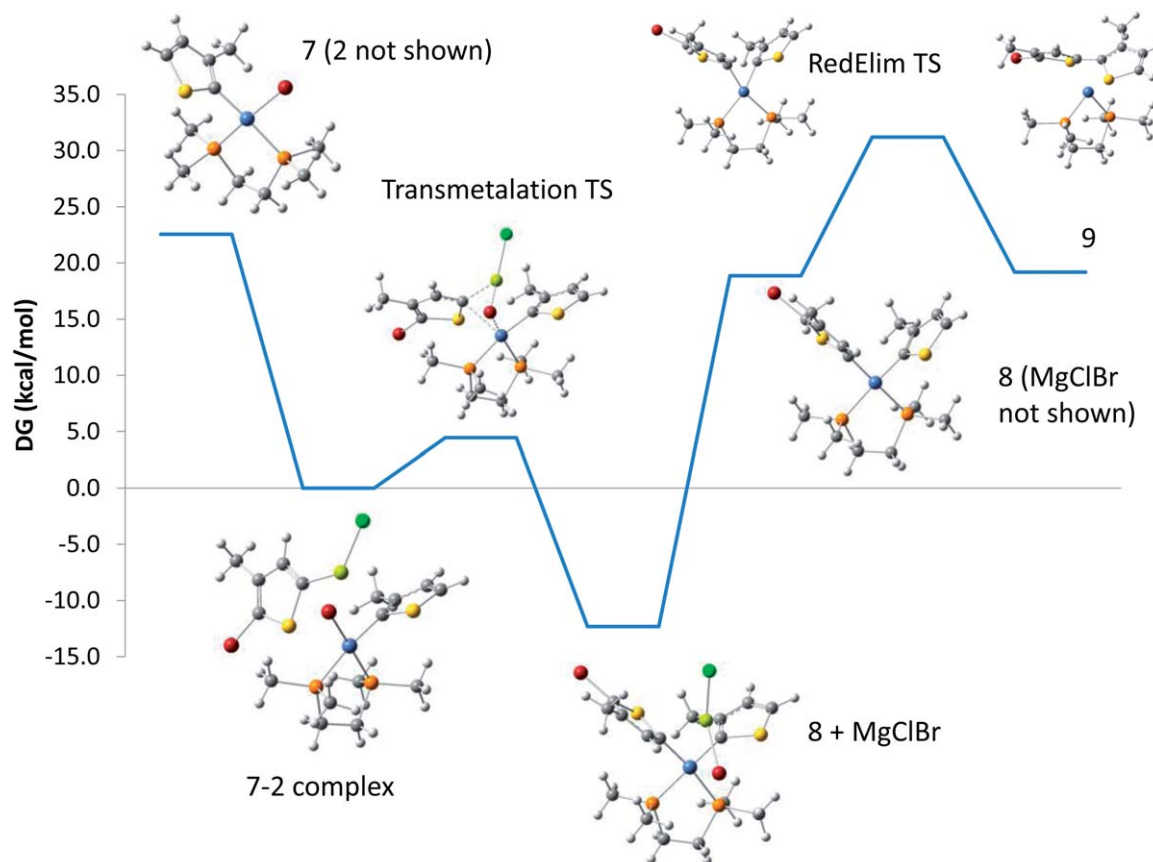 7 (2 not shown)
RedElim TS
35.0
30.0
25.0
20.0
15.0
10.0
5.0
0.0
-5.0
-10.0
-15.0
DG (kcal/mol)
Transmetalation TS
9
8 (MgClBr
not shown)
7-2 complex
8 + MgClBr